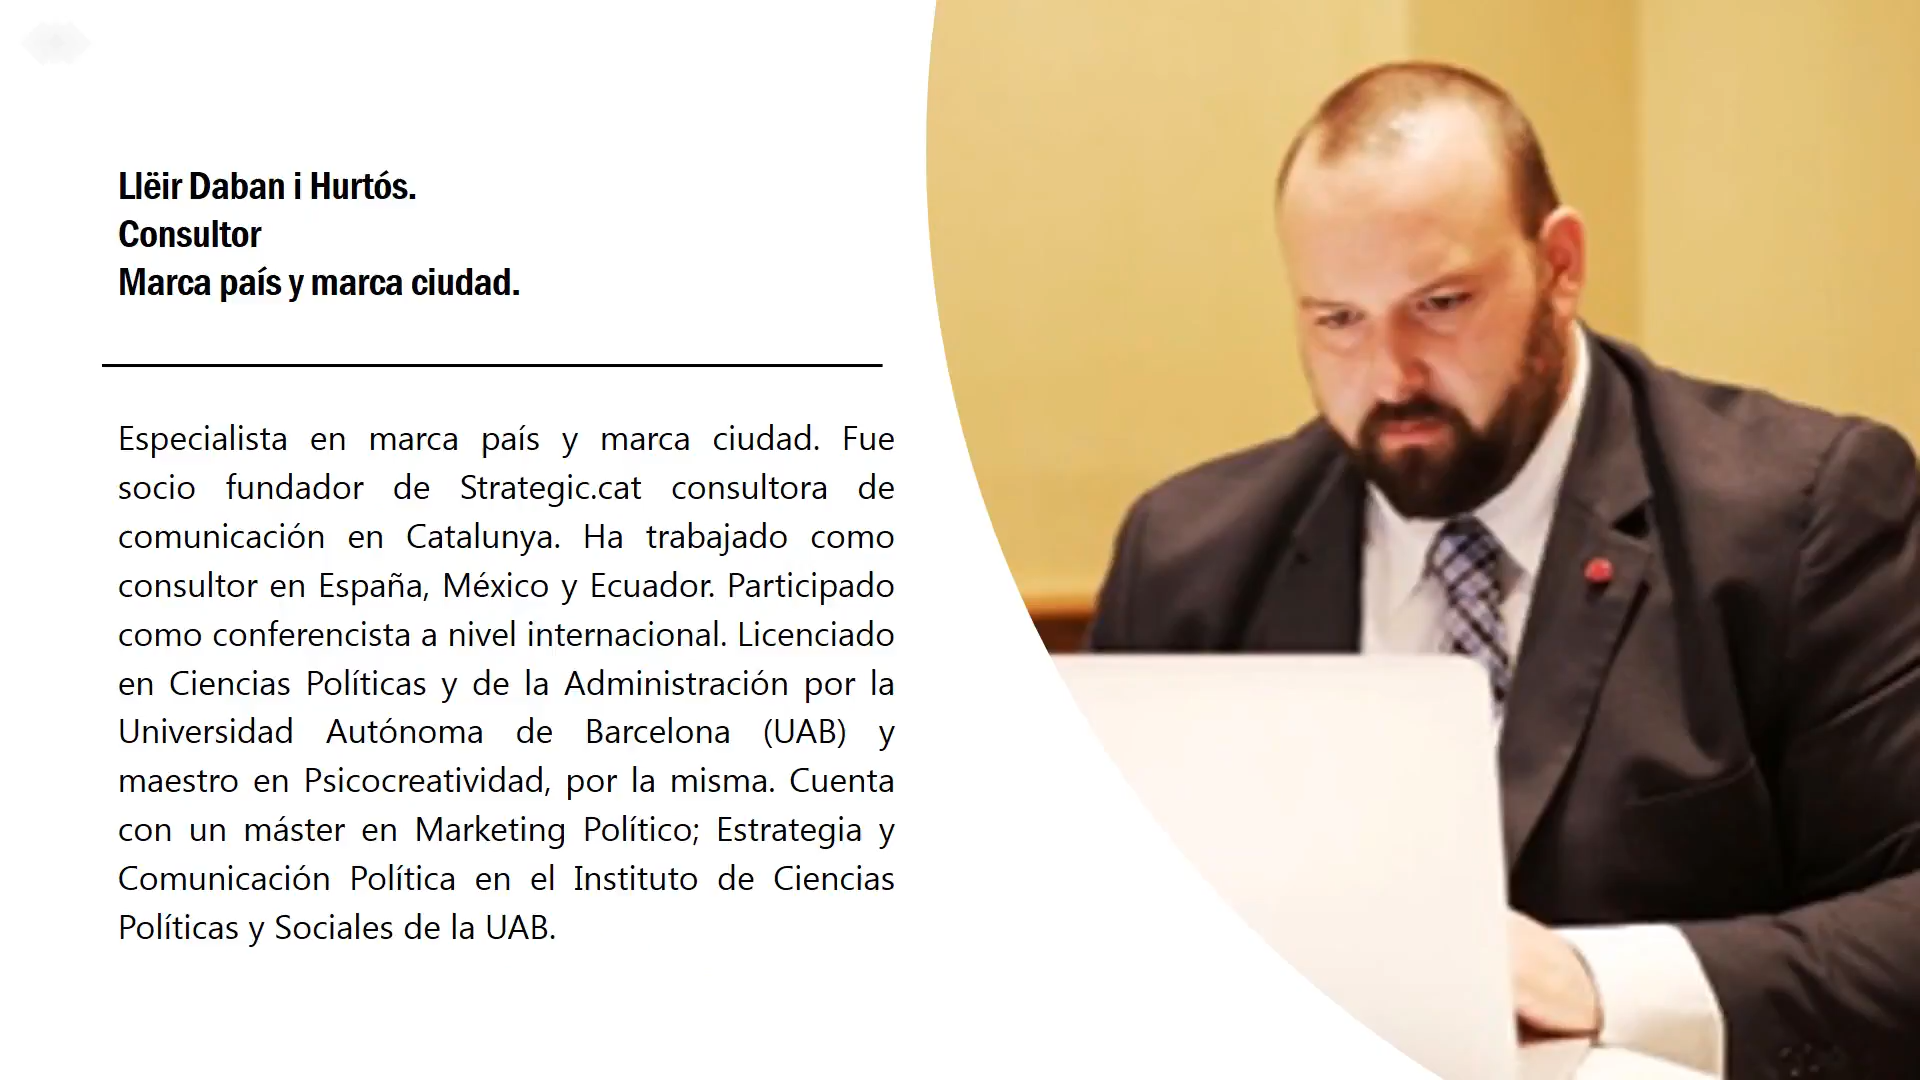 Llëir Daban i Hurtós.
Consultor
Marca país y marca ciudad.
Especialista en marca país y marca ciudad. Fue
socio fundador de Strategic.cat consultora de
comunicación en Catalunya. Ha trabajado como
consultor en España, México y Ecuador. Participado
como conferencista a nivel internacional. Licenciado
en Ciencias Políticas y de la Administración por la
Universidad Autónoma de Barcelona (UAB) y
maestro en Psicocreatividad, por la misma. Cuenta
con un máster en Marketing Político; Estrategia y
Comunicación Política en el Instituto de Ciencias
Políticas y Sociales de la UAB.